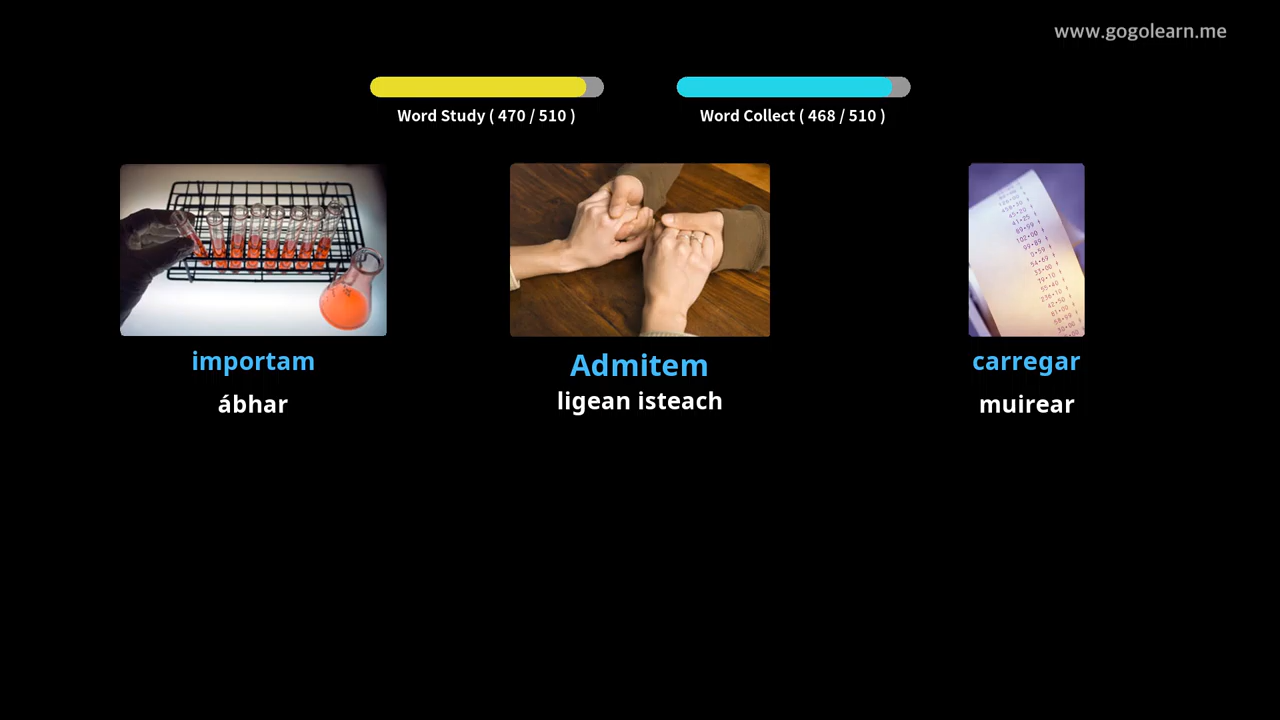 www.gogolearn.me
Word Study ( 470 / 510 )
Word Collect ( 468 / 510 )
importam
Admitem
carregar
ábhar
ligean isteach
muirear